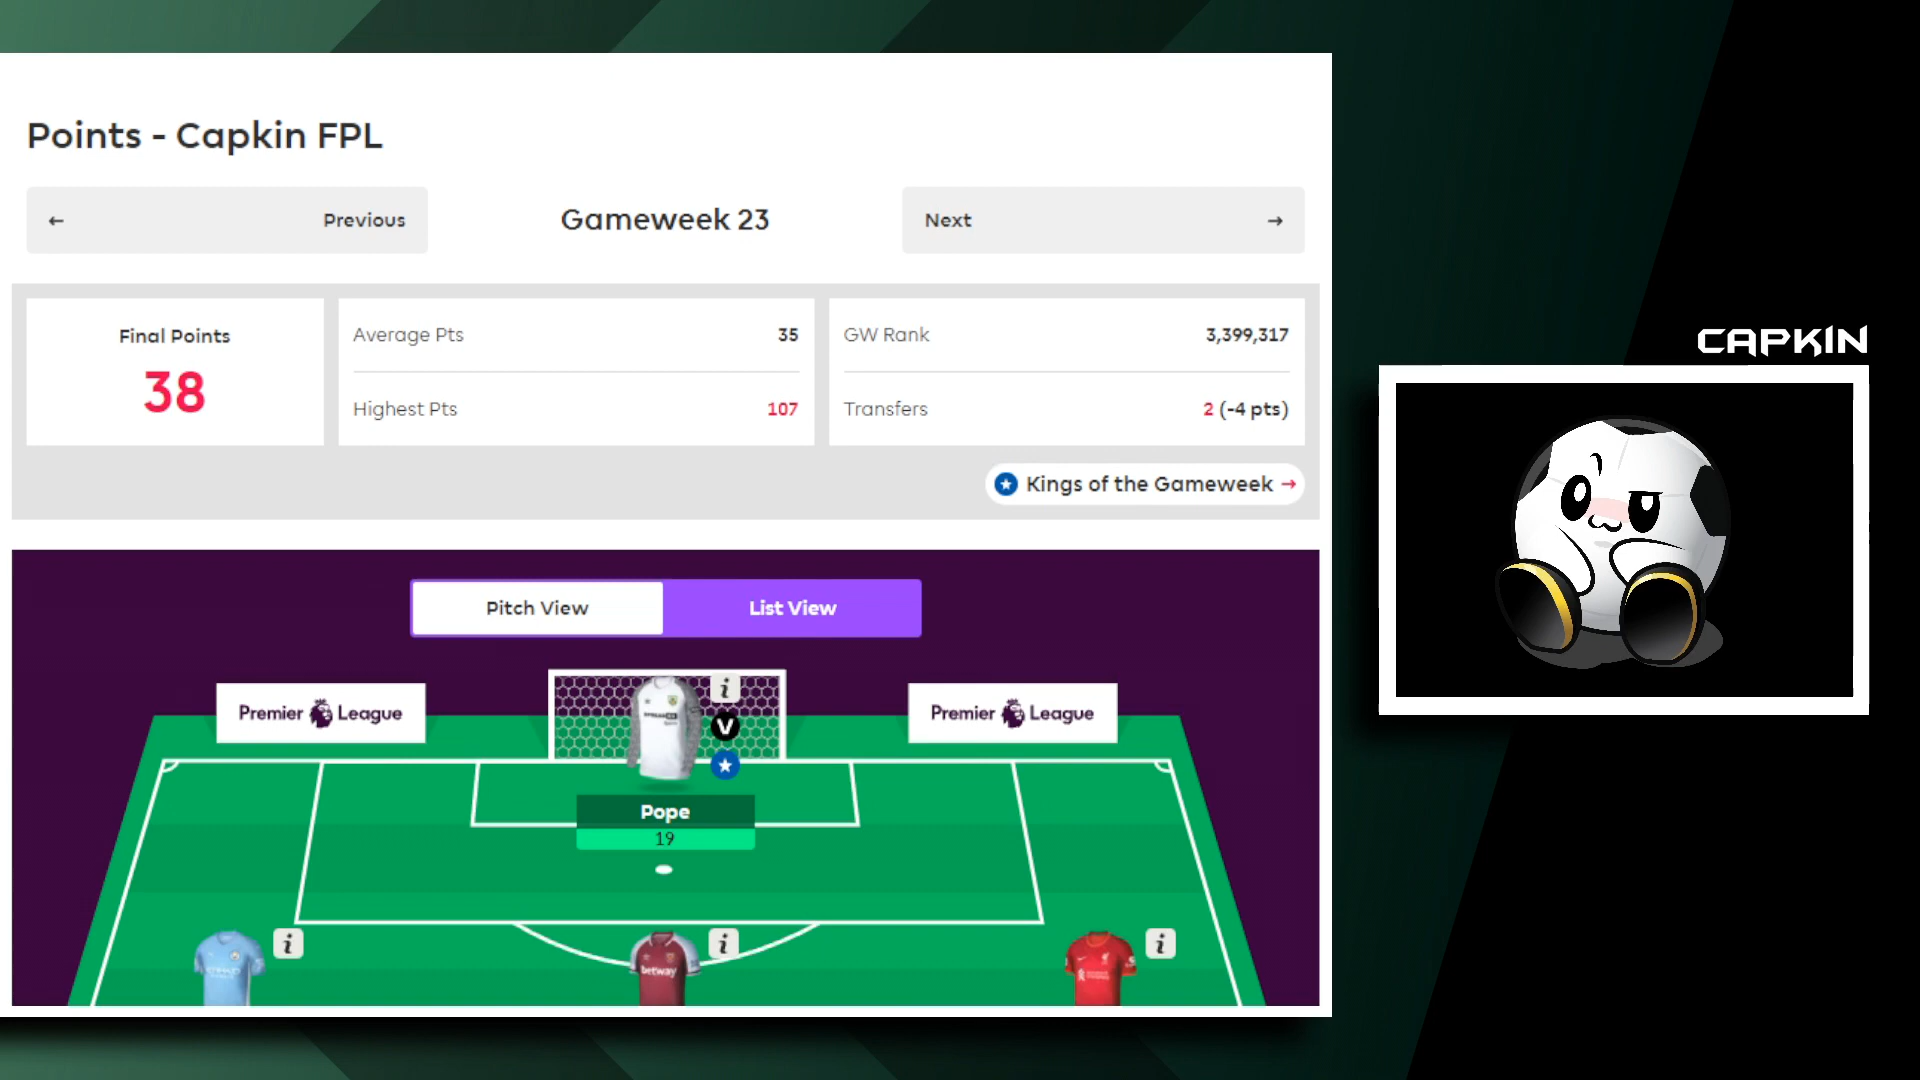 Points - Capkin FPL
← Previous
Gameweek 23
Next →
Final Points
38
Average Pts 35
Highest Pts 107
GW Rank 3,399,317
Transfers 2 (-4 pts)
Kings of the Gameweek →
CAPKIN
Pitch View
List View
Premier League
Premier League
i
V
Pope
19
i
i
i
betway